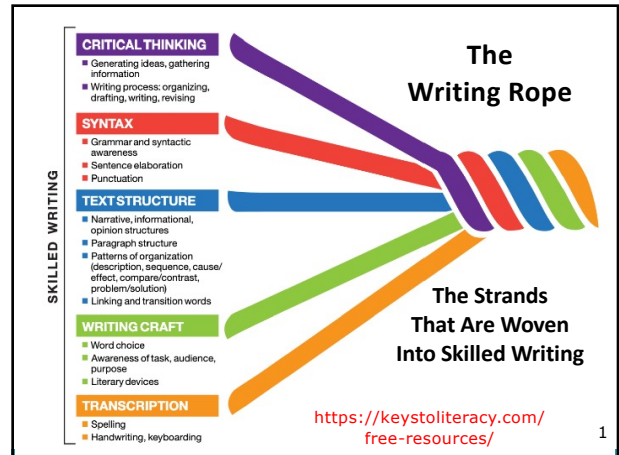 The
Writing Rope
SKILLED WRITING
CRITICAL THINKING
Generating ideas, gathering
information
Writing process: organizing,
drafting, writing, revising
SYNTAX
Grammar and syntactic
awareness
Sentence elaboration
Punctuation
TEXT STRUCTURE
Narrative, informational,
opinion structures
Paragraph structure
Patterns of organization
(description, sequence, cause/
effect, compare/contrast,
problem/solution)
Linking and transition words
WRITING CRAFT
Word choice
Awareness of task, audience,
purpose
Literary devices
TRANSCRIPTION
Spelling
Handwriting, keyboarding
The Strands
That Are Woven
Into Skilled Writing
https://keystoliteracy.com/
free-resources/
1